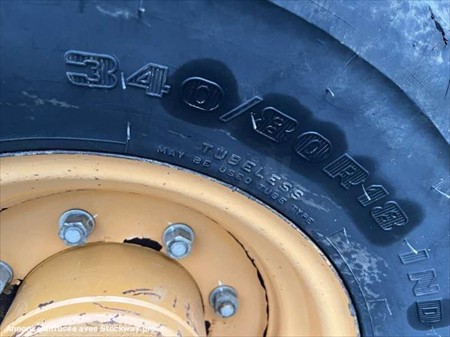 340/80R18 IND
TUBELESS
MAY BE USED TUBE TYPE